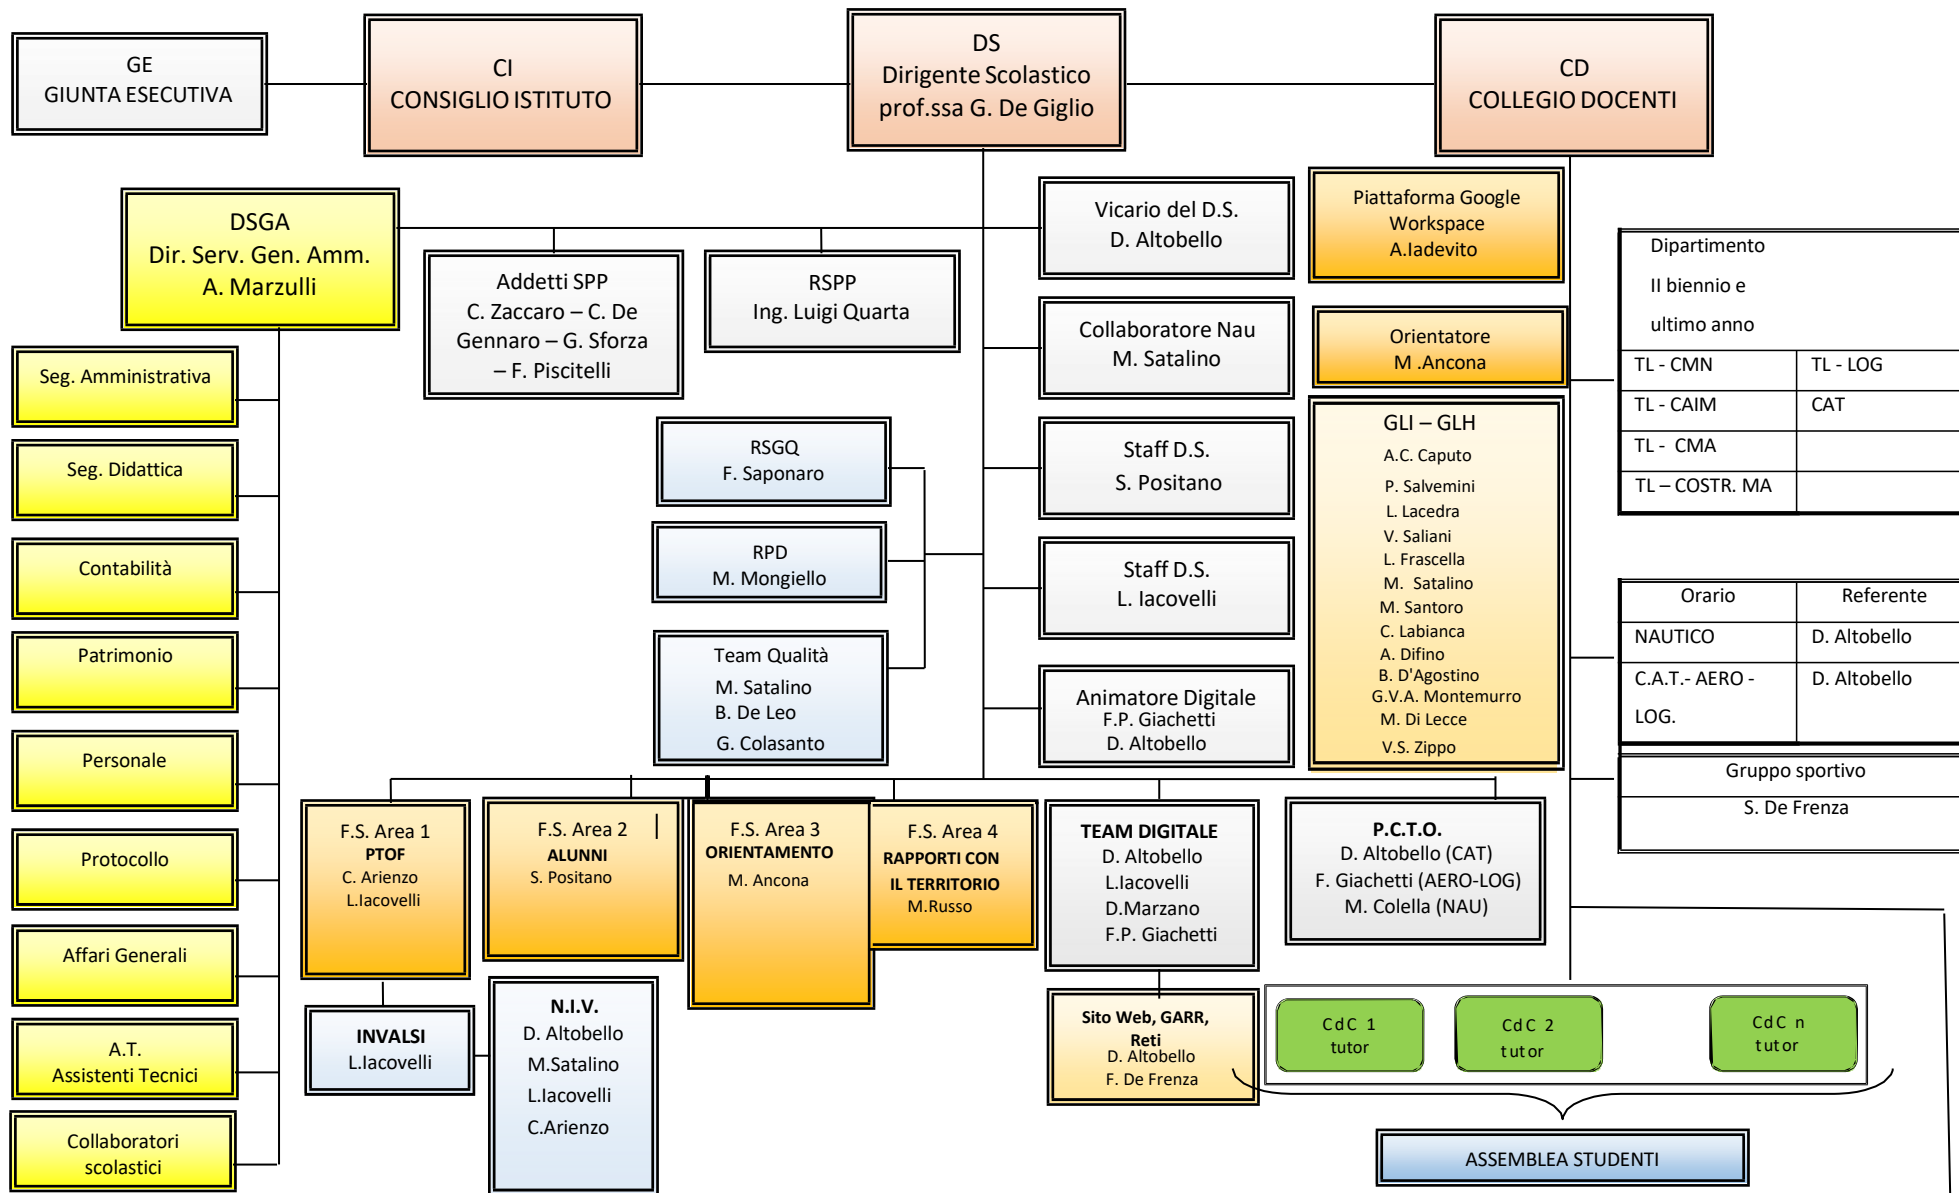 GE
GIUNTA ESECUTIVA
CI
CONSIGLIO ISTITUTO
DS
Dirigente Scolastico
prof.ssa G. De Giglio
CD
COLLEGIO DOCENTI
DSGA
Dir. Serv. Gen. Amm.
A. Marzulli
Addetti SPP
C. Zaccaro – C. De
Gennaro – G. Sforza
– F. Piscitelli
RSPP
Ing. Luigi Quarta
Vicario del D.S.
D. Altobello
Piattaforma Google
Workspace
A.Iadevito
Collaboratore Nau
M. Satalino
Orientatore
M .Ancona
Staff D.S.
S. Positano
Staff D.S.
L. Iacovelli
Animatore Digitale
F.P. Giachetti
D. Altobello
GLI – GLH
A.C. Caputo
P. Salvemini
L. Lacedra
V. Saliani
L. Frascella
M. Satalino
M. Santoro
C. Labianca
A. Difino
B. D'Agostino
G.V.A. Montemurro
M. Di Lecce
V.S. Zippo
Dipartimento
II biennio e
ultimo anno
TL - CMN TL - LOG
TL - CAIM CAT
TL - CMA
TL – COSTR. MA
Orario Referente
NAUTICO D. Altobello
C.A.T.- AERO - D. Altobello
LOG.
Gruppo sportivo
S. De Frenza
RSGQ
F. Saponaro
RPD
M. Mongiello
Team Qualità
M. Satalino
B. De Leo
G. Colasanto
Seg. Amministrativa
Seg. Didattica
Contabilità
Patrimonio
Personale
Protocollo
Affari Generali
A.T.
Assistenti Tecnici
Collaboratori
scolastici
F.S. Area 1
PTOF
C. Arienzo
L.Iacovelli
F.S. Area 2
ALUNNI
S. Positano
F.S. Area 3
ORIENTAMENTO
M. Ancona
F.S. Area 4
RAPPORTI CON
IL TERRITORIO
M.Russo
TEAM DIGITALE
D. Altobello
L.Iacovelli
D.Marzano
F.P. Giachetti
P.C.T.O.
D. Altobello (CAT)
F. Giachetti (AERO-LOG)
M. Colella (NAU)
INVALSI
L.Iacovelli
N.I.V.
D. Altobello
M.Satalino
L.Iacovelli
C.Arienzo
Sito Web, GARR,
Reti
D. Altobello
F. De Frenza
CdC 1
tutor
CdC 2
tutor
CdC n
tutor
ASSEMBLEA STUDENTI